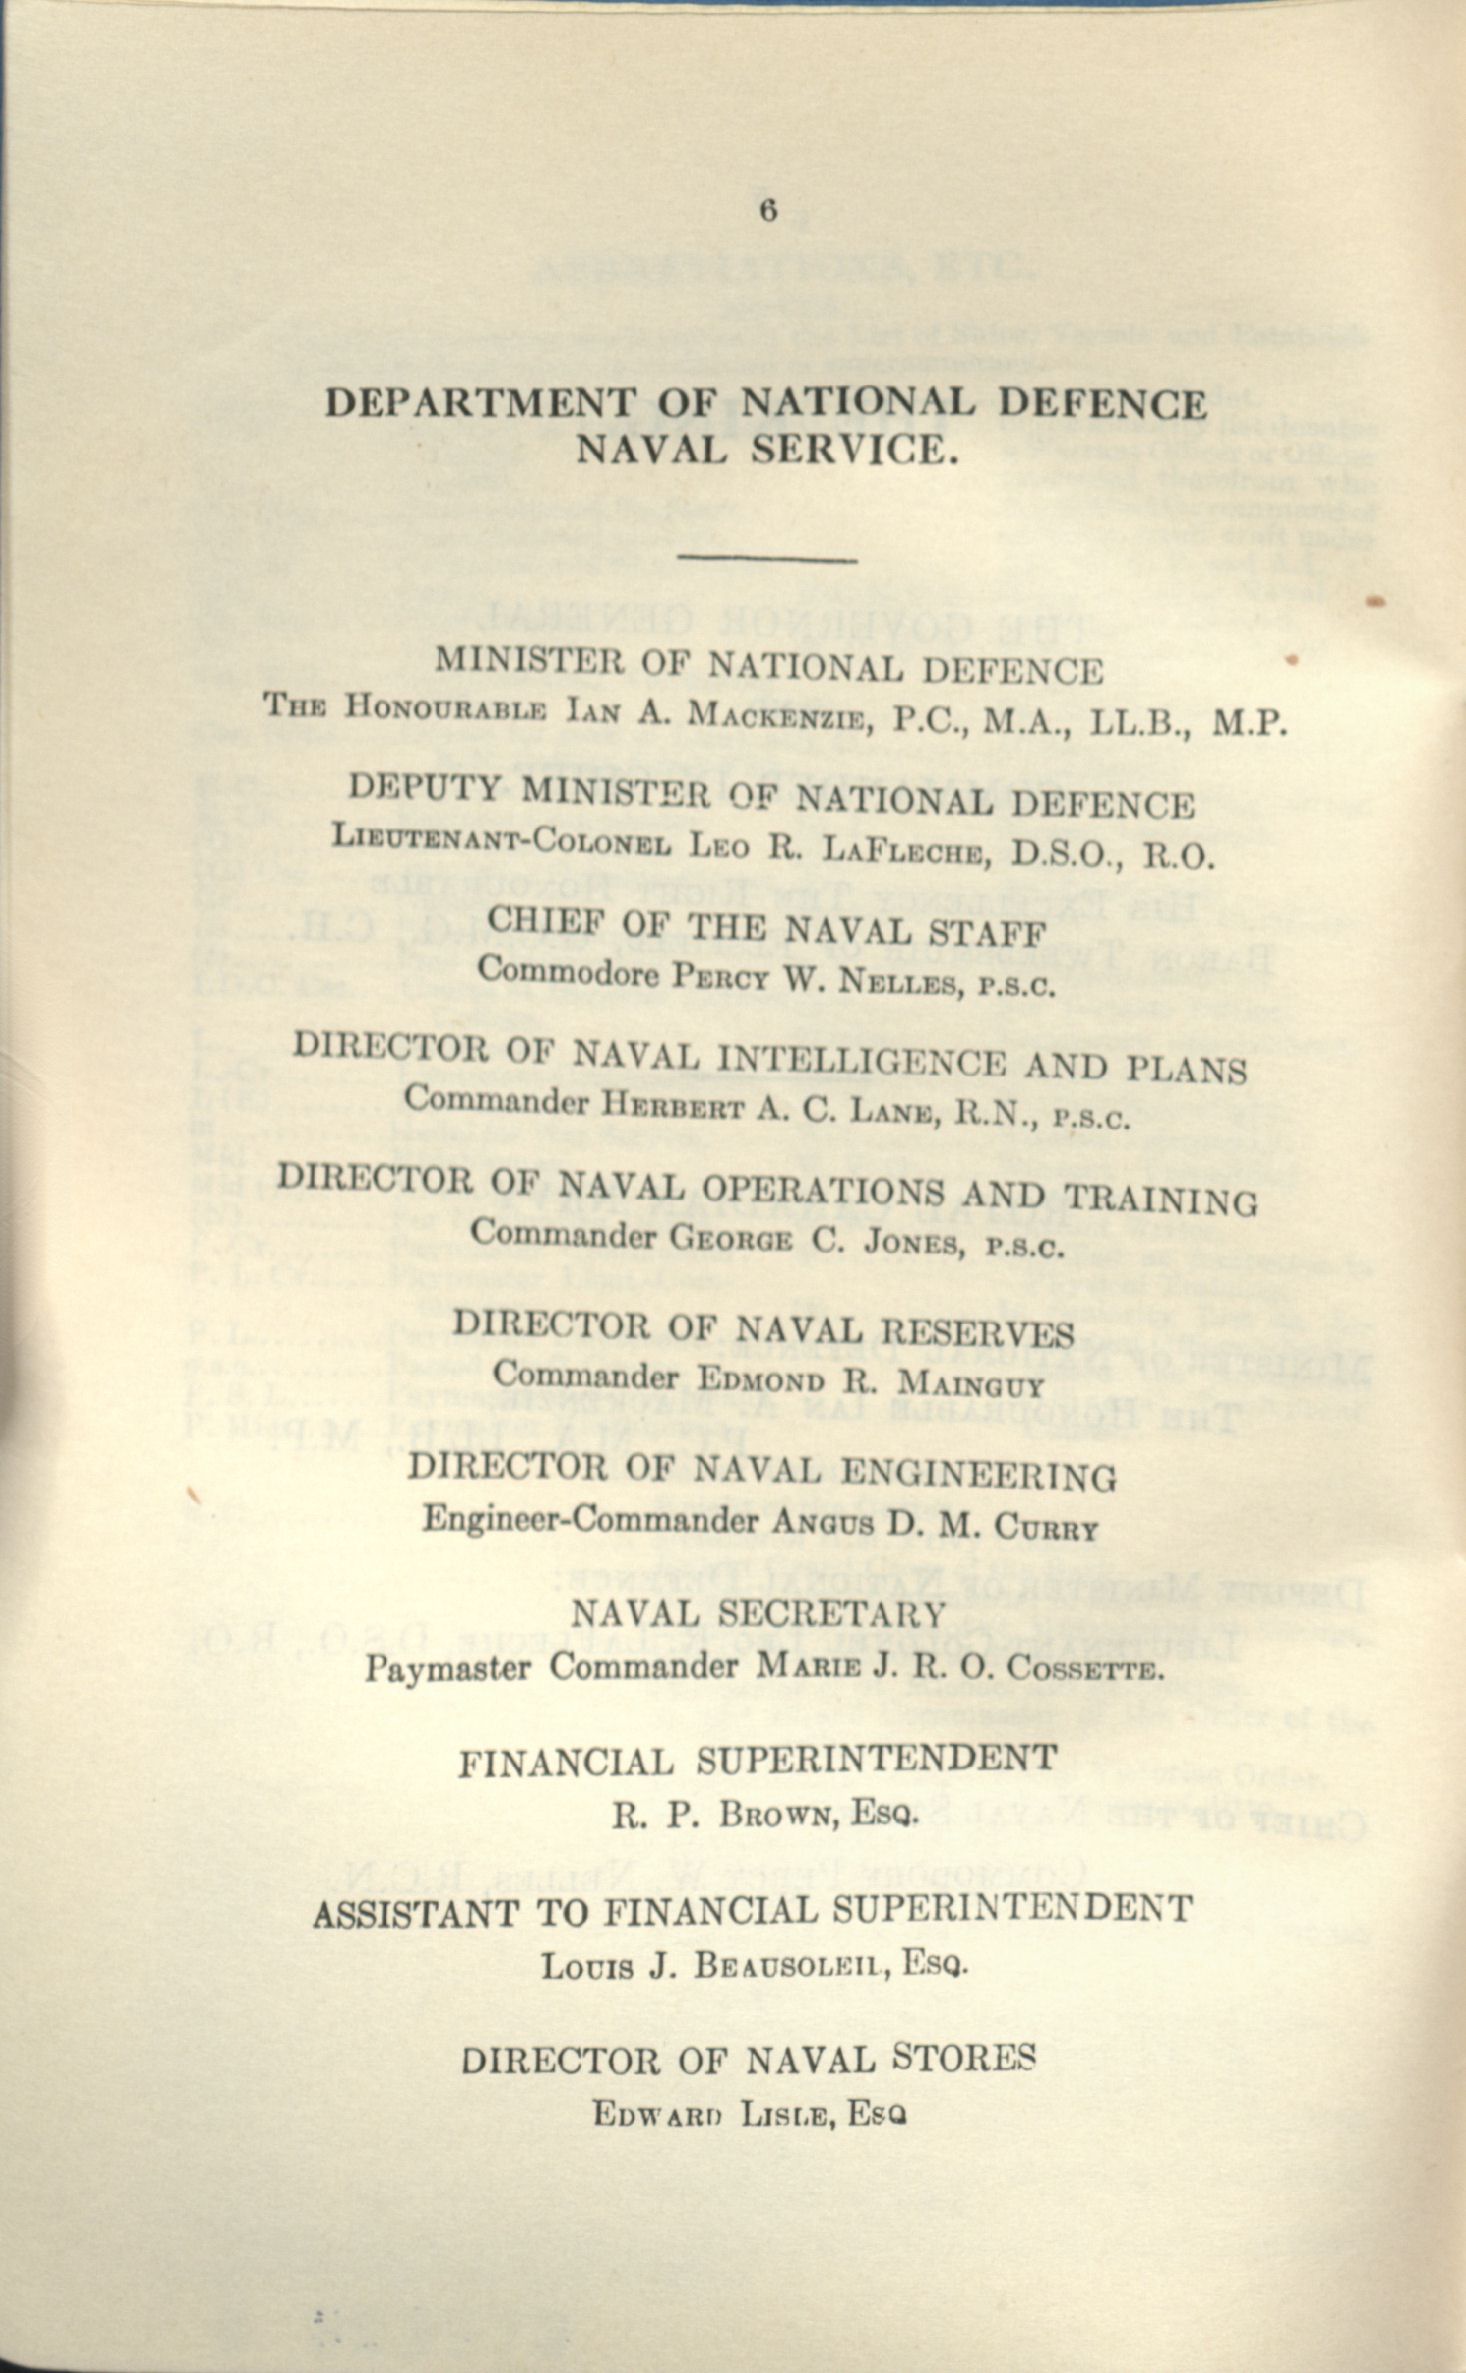 6
DEPARTMENT OF NATIONAL DEFENCE
NAVAL SERVICE.
MINISTER OF NATIONAL DEFENCE
THE HONOURABLE IAN A. MACKENZIE, P.C., M.A., LL.B., M.P.
DEPUTY MINISTER OF NATIONAL DEFENCE
LIEUTENANT-COLONEL LEO R. LAFLECHE, D.S.O., R.O.
CHIEF OF THE NAVAL STAFF
Commodore PERCY W. NELLES, P.S.C.
DIRECTOR OF NAVAL INTELLIGENCE AND PLANS
Commander HERBERT A. C. LANE, R.N., P.S.C.
DIRECTOR OF NAVAL OPERATIONS AND TRAINING
Commander GEORGE C. JONES, P.S.C.
DIRECTOR OF NAVAL RESERVES
Commander EDMOND R. MAINGUY
DIRECTOR OF NAVAL ENGINEERING
Engineer-Commander ANGUS D. M. CURRY
NAVAL SECRETARY
Paymaster Commander MARIE J. R. O. COSSETTE.
FINANCIAL SUPERINTENDENT
R. P. BROWN, ESQ.
ASSISTANT TO FINANCIAL SUPERINTENDENT
LOUIS J. BEAUSOLEIL, ESQ.
DIRECTOR OF NAVAL STORES
EDWARD LISLE, ESQ